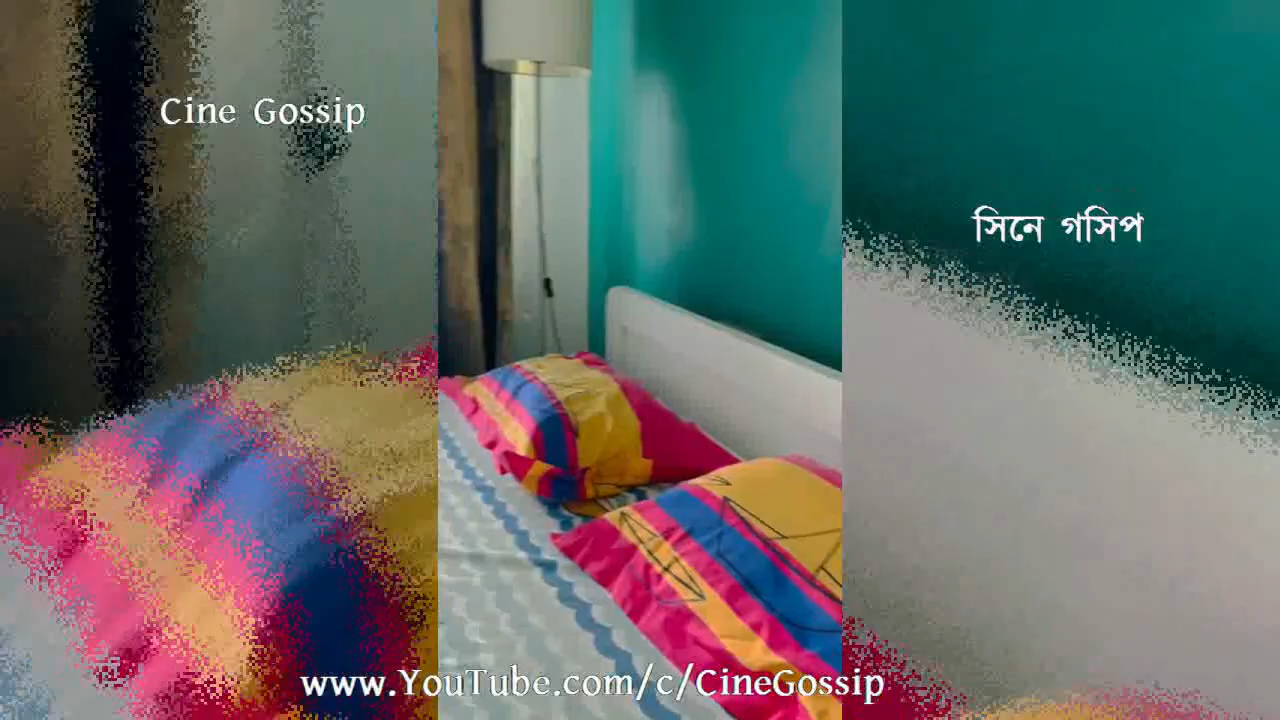 Cine Gossip
সিনে গসিপ
www.YouTube.com/c/CineGossip